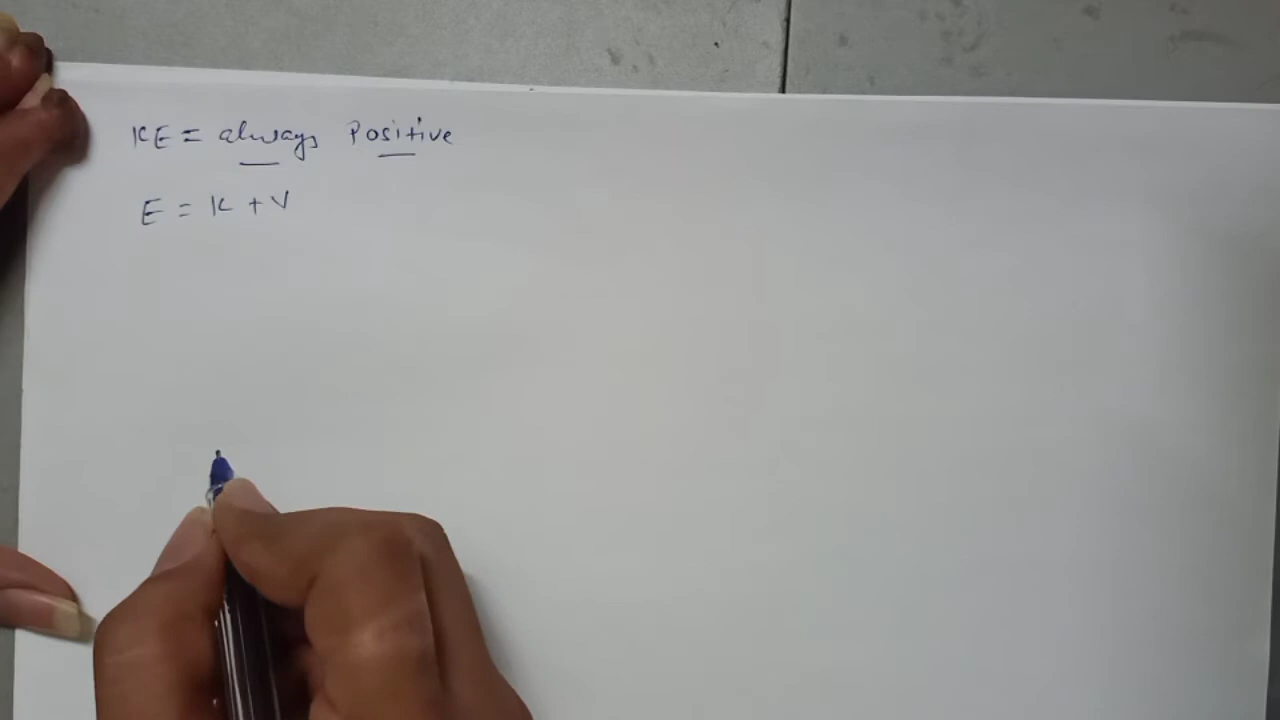 KE = always Positive
E = K + V